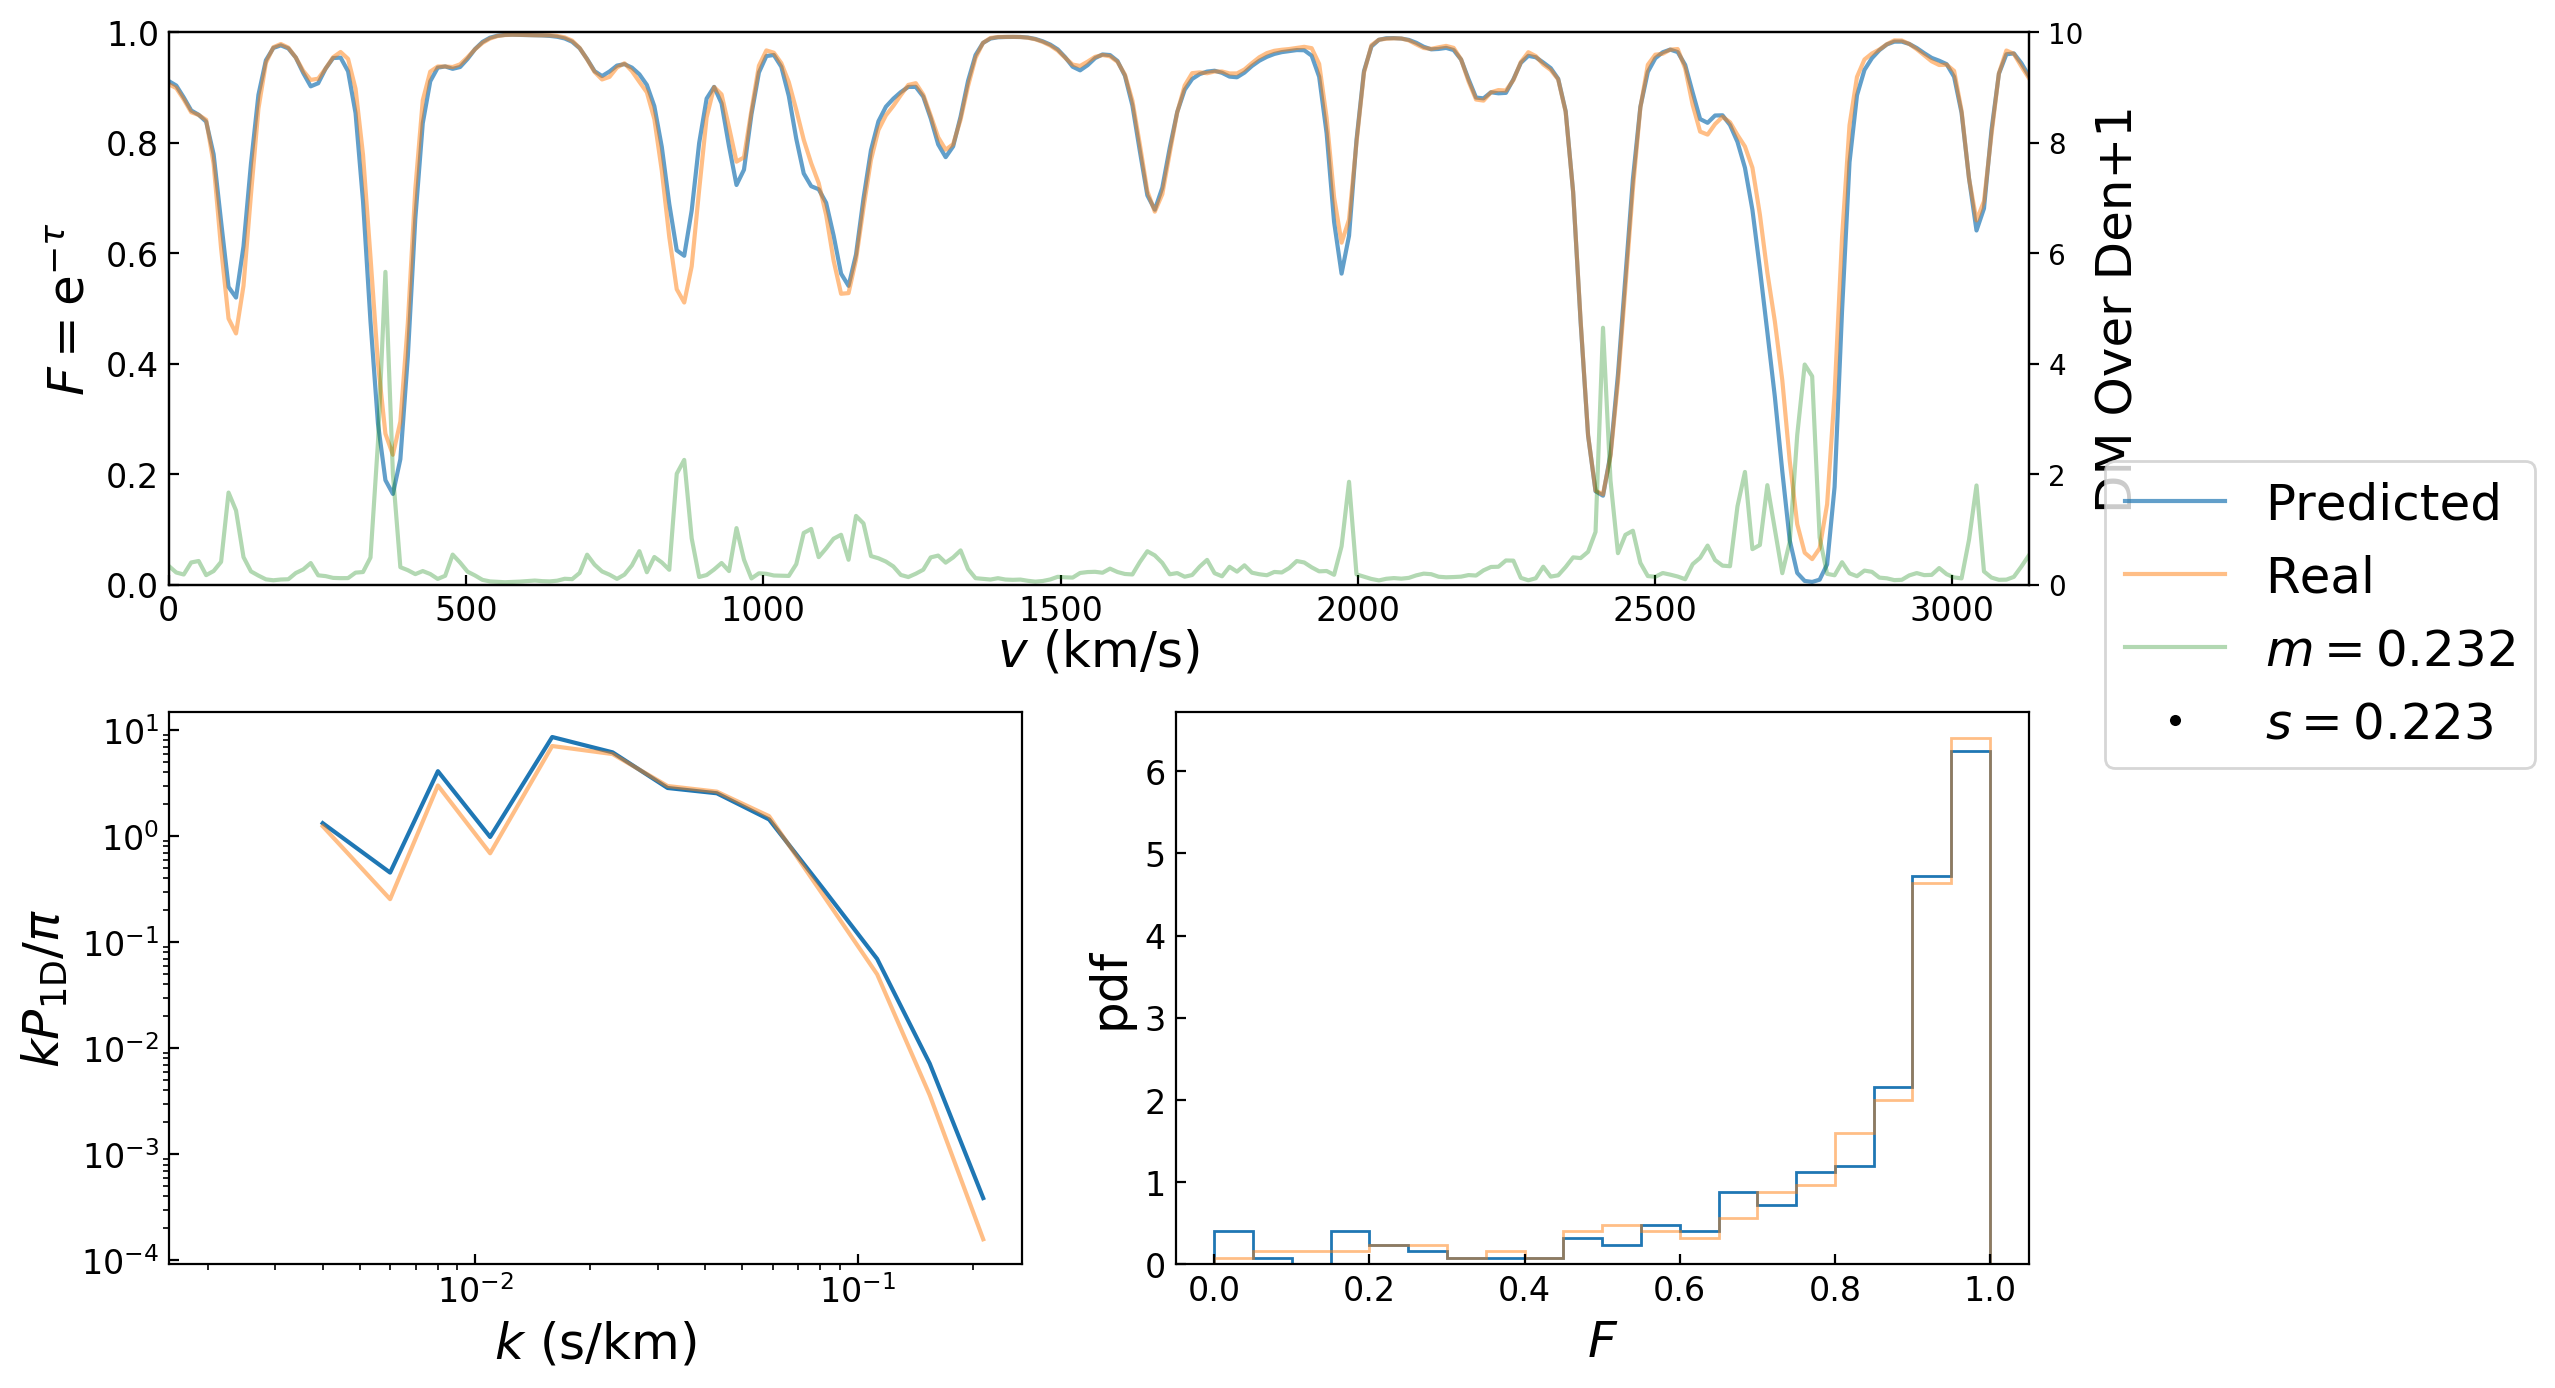 1.0
0.8
0.6
0.4
0.2
0.0
F = e^{−τ}
10
8
6
4
2
0
DM Over Den+1
0 500 1000 1500 2000 2500 3000
v (km/s)
Predicted
Real
m = 0.232
s = 0.223
10^1
10^0
10^{−1}
10^{−2}
10^{−3}
10^{−4}
kP_{1D}/π
10^{−2} 10^{−1}
k (s/km)
6
5
4
3
2
1
0
pdf
0.0 0.2 0.4 0.6 0.8 1.0
F